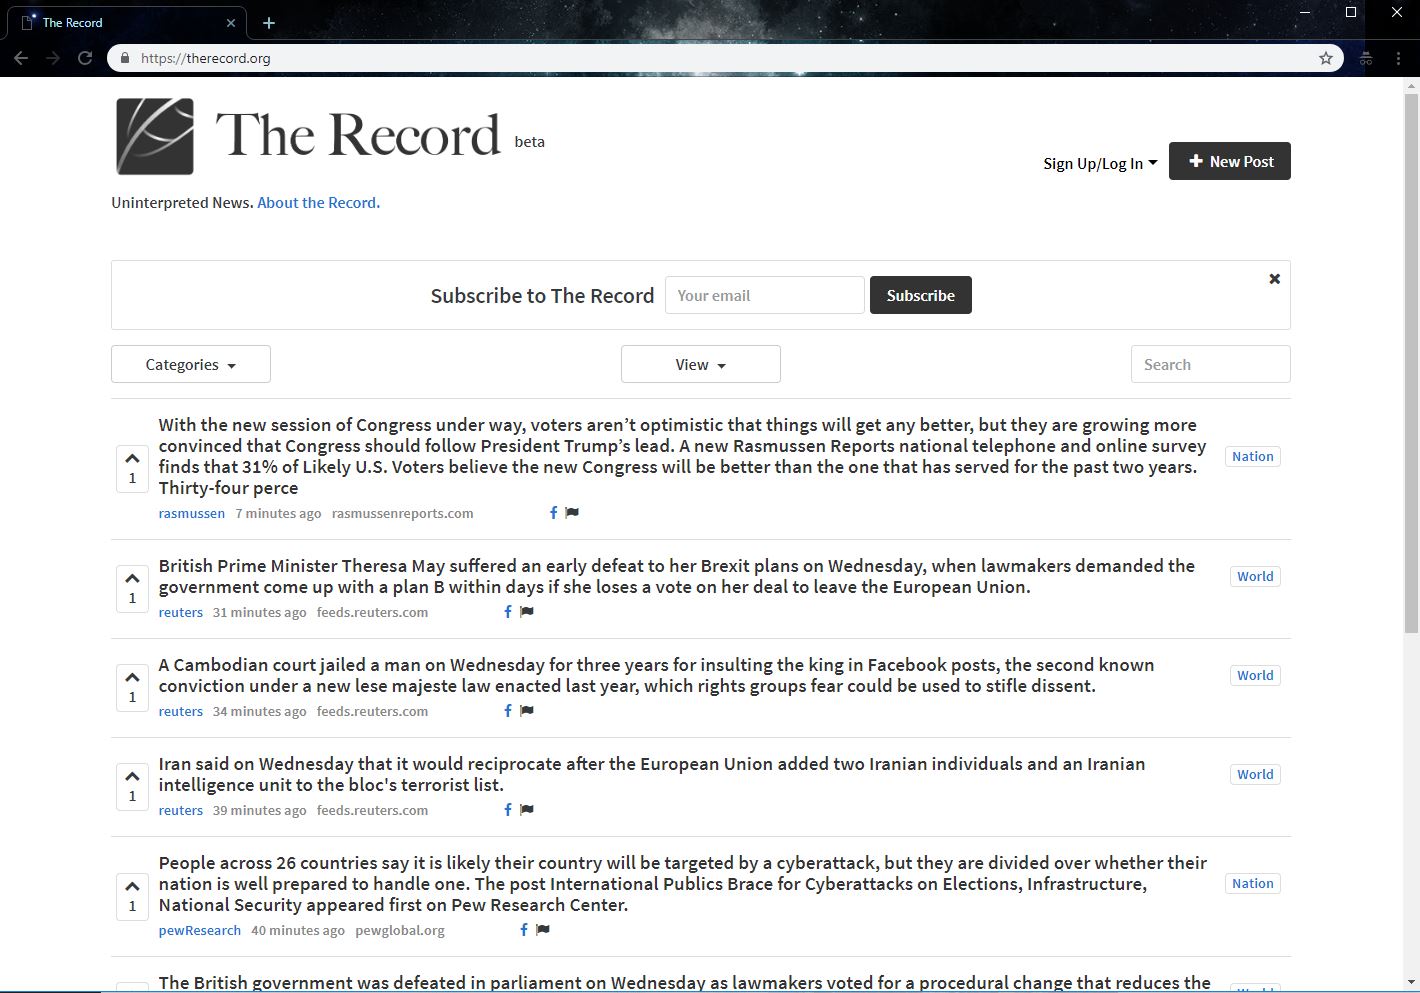 The Record
https://therecord.org
The Record beta
Sign Up/Log In
New Post
Uninterpreted News. About the Record.
Subscribe to The Record Your email Subscribe
Categories View Search
With the new session of Congress under way, voters aren’t optimistic that things will get any better, but they are growing more
convinced that Congress should follow President Trump’s lead. A new Rasmussen Reports national telephone and online survey
finds that 31% of Likely U.S. Voters believe the new Congress will be better than the one that has served for the past two years.
Thirty-four perce
1
Nation
rasmussen 7 minutes ago rasmussenreports.com
British Prime Minister Theresa May suffered an early defeat to her Brexit plans on Wednesday, when lawmakers demanded the
government come up with a plan B within days if she loses a vote on her deal to leave the European Union.
1
World
reuters 31 minutes ago feeds.reuters.com
A Cambodian court jailed a man on Wednesday for three years for insulting the king in Facebook posts, the second known
conviction under a new lese majeste law enacted last year, which rights groups fear could be used to stifle dissent.
1
World
reuters 34 minutes ago feeds.reuters.com
Iran said on Wednesday that it would reciprocate after the European Union added two Iranian individuals and an Iranian
intelligence unit to the bloc's terrorist list.
1
World
reuters 39 minutes ago feeds.reuters.com
People across 26 countries say it is likely their country will be targeted by a cyberattack, but they are divided over whether their
nation is well prepared to handle one. The post International Publics Brace for Cyberattacks on Elections, Infrastructure,
National Security appeared first on Pew Research Center.
1
Nation
pewResearch 40 minutes ago pewglobal.org
The British government was defeated in parliament on Wednesday as lawmakers voted for a procedural change that reduces the